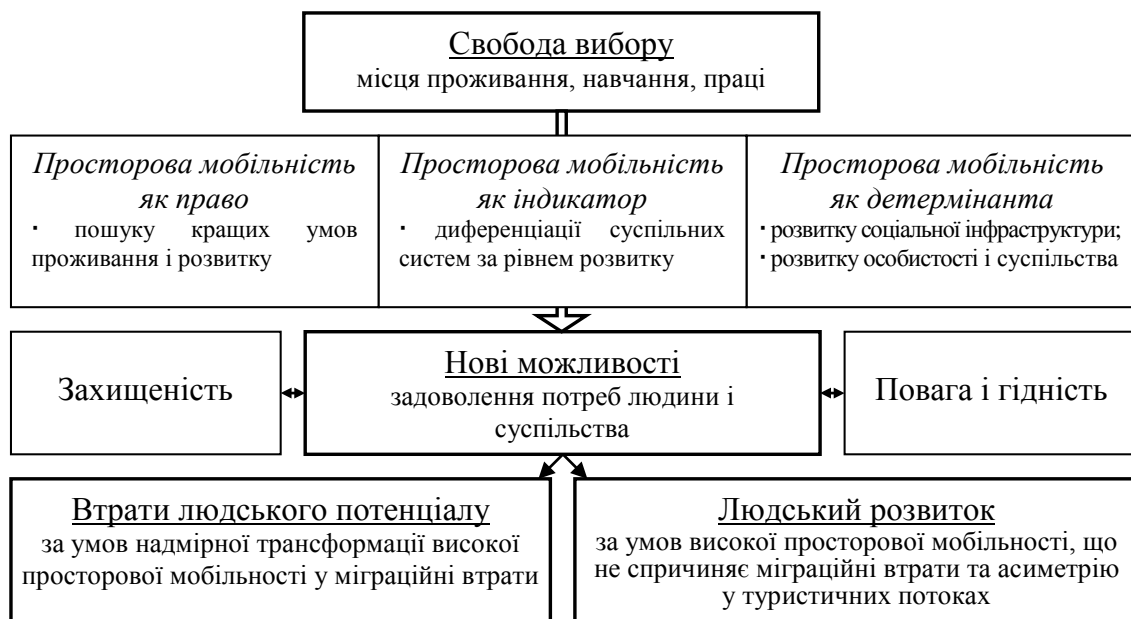 Свобода вибору
місця проживання, навчання, праці
Просторова мобільність
як право
· пошуку кращих умов
проживання і розвитку
Просторова мобільність
як індикатор
· диференціації суспільних
систем за рівнем розвитку
Просторова мобільність
як детермінанта
· розвитку соціальної інфраструктури;
· розвитку особистості і суспільства
Захищеність
Нові можливості
задоволення потреб людини і
суспільства
Повага і гідність
Втрати людського потенціалу
за умов надмірної трансформації високої
просторової мобільності у міграційні втрати
Людський розвиток
за умов високої просторової мобільності, що
не спричиняє міграційні втрати та асиметрію
у туристичних потоках